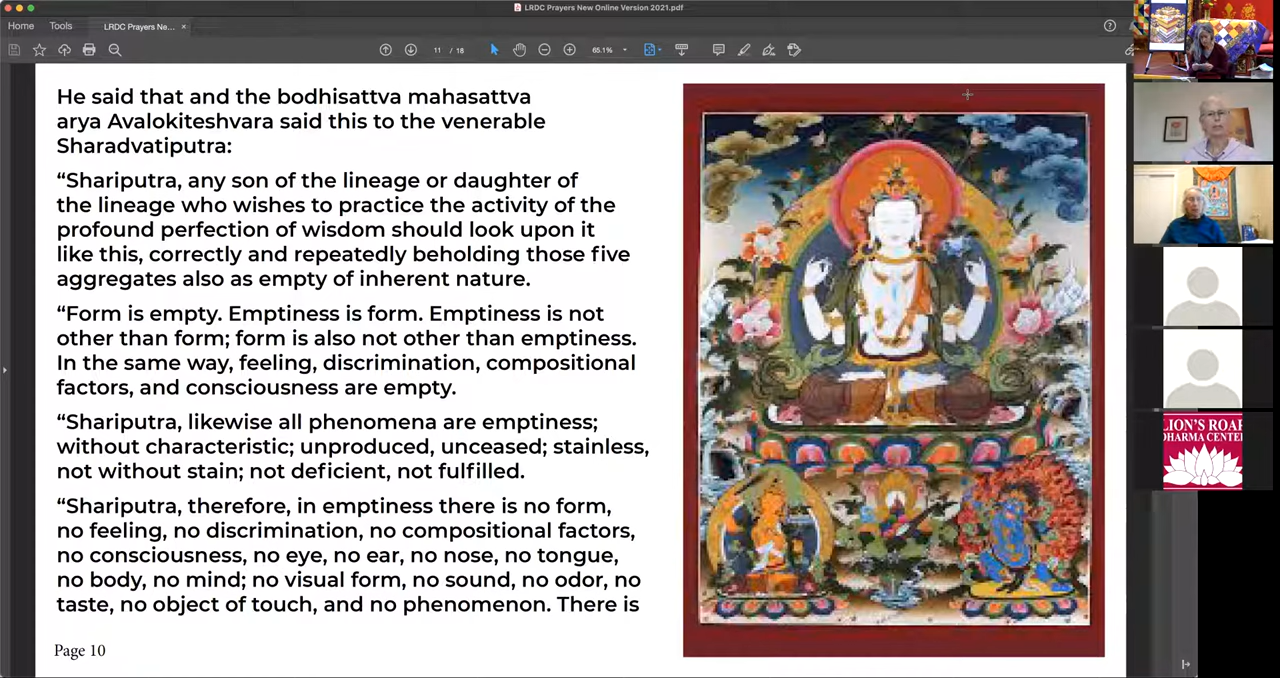 LRDC Prayers New Online Version 2021.pdf
Home Tools LRDC Prayers Ne... ×
11 / 18 65.1%
He said that and the bodhisattva mahasattva
arya Avalokiteshvara said this to the venerable
Sharadvatiputra:
“Shariputra, any son of the lineage or daughter of
the lineage who wishes to practice the activity of the
profound perfection of wisdom should look upon it
like this, correctly and repeatedly beholding those five
aggregates also as empty of inherent nature.
“Form is empty. Emptiness is form. Emptiness is not
other than form; form is also not other than emptiness.
In the same way, feeling, discrimination, compositional
factors, and consciousness are empty.
“Shariputra, likewise all phenomena are emptiness;
without characteristic; unproduced, unceased; stainless,
not without stain; not deficient, not fulfilled.
“Shariputra, therefore, in emptiness there is no form,
no feeling, no discrimination, no compositional factors,
no consciousness, no eye, no ear, no nose, no tongue,
no body, no mind; no visual form, no sound, no odor, no
taste, no object of touch, and no phenomenon. There is
Page 10
LION'S ROAR
DHARMA CENTER